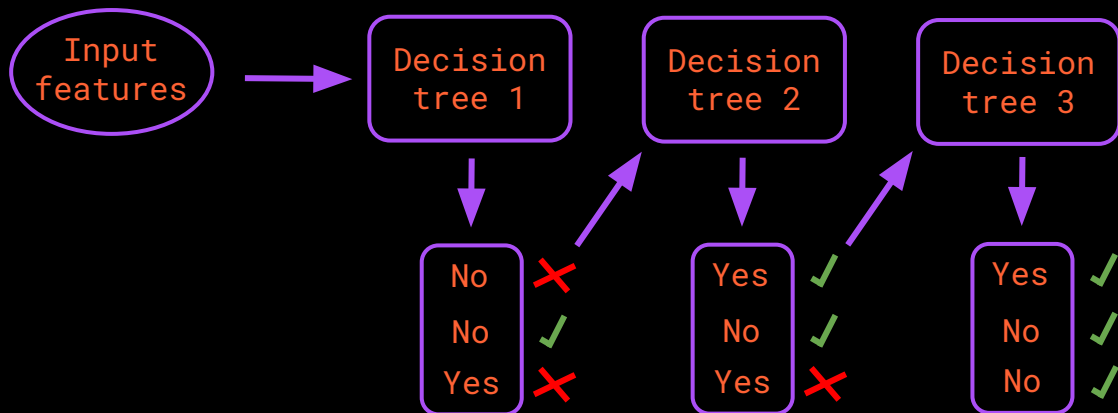 Input
features
Decision
tree 1
Decision
tree 2
Decision
tree 3
No
No
Yes
Yes
No
Yes
Yes
No
No